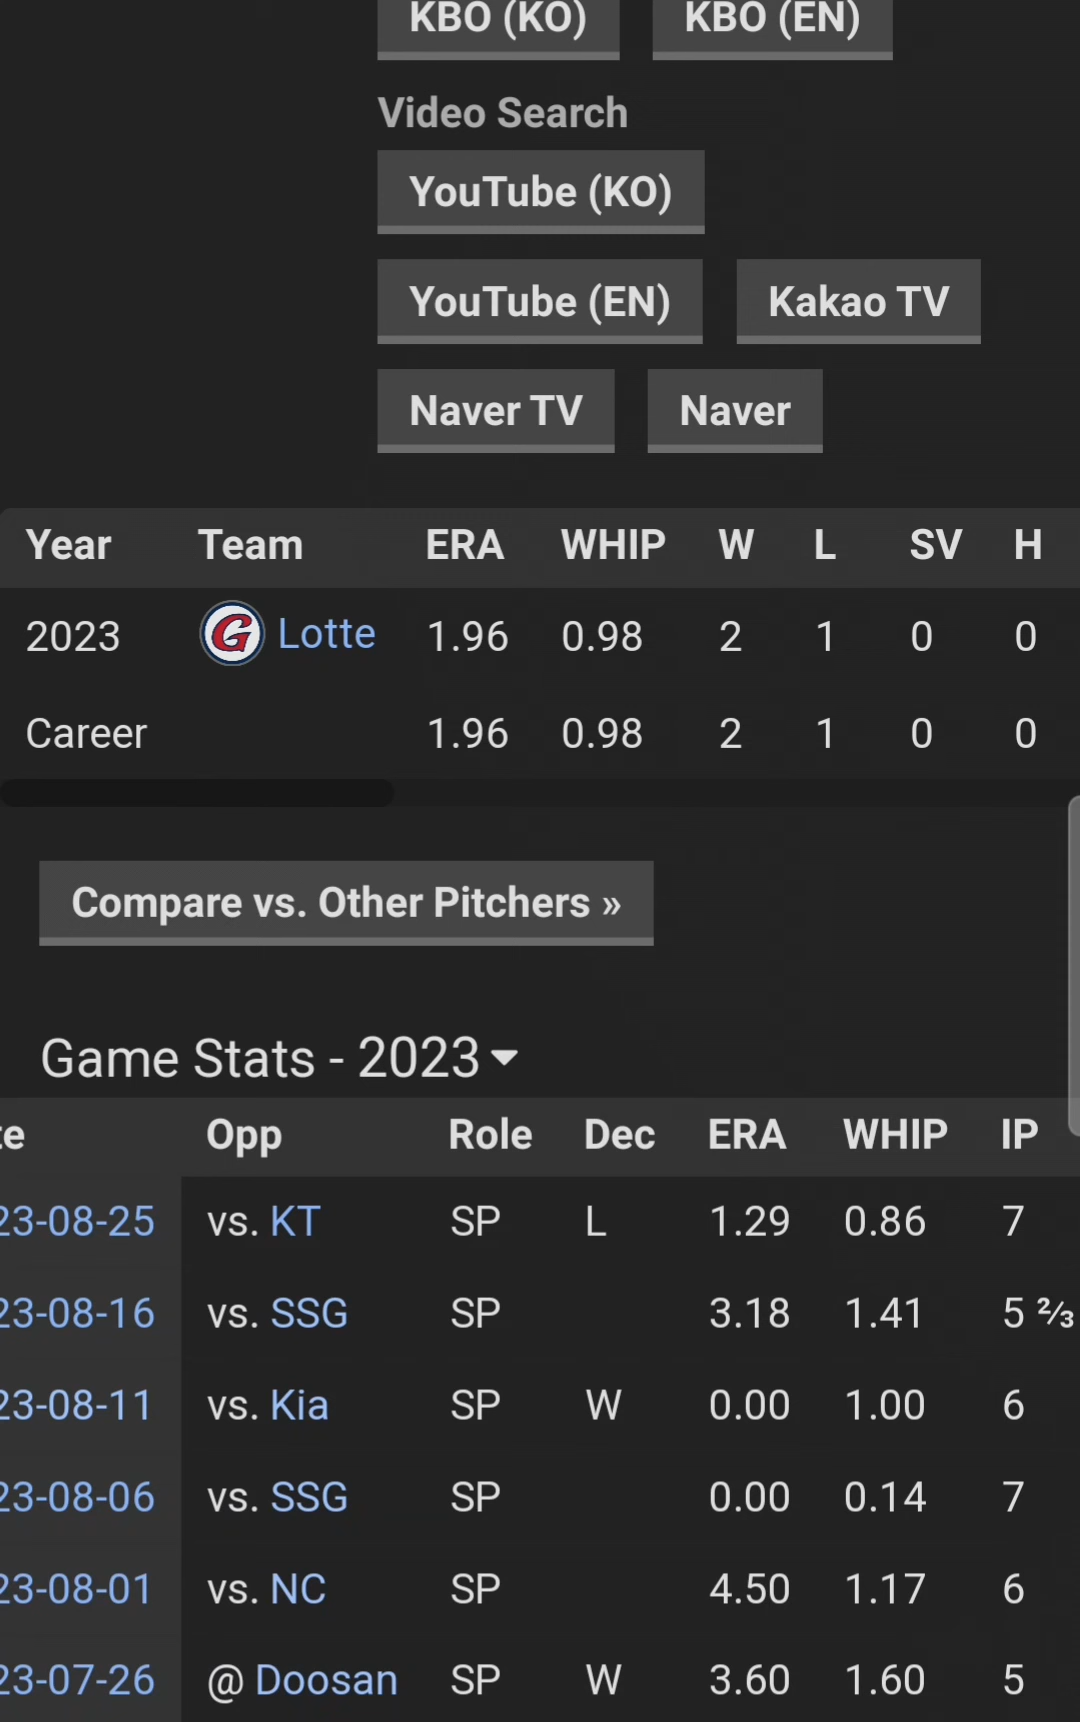 KBO (KO) KBO (EN)
Video Search
YouTube (KO)
YouTube (EN) Kakao TV
Naver TV Naver
Year Team ERA WHIP W L SV H
2023 G Lotte 1.96 0.98 2 1 0 0
Career 1.96 0.98 2 1 0 0
Compare vs. Other Pitchers »
Game Stats - 2023
te Opp Role Dec ERA WHIP IP
23-08-25 vs. KT SP L 1.29 0.86 7
23-08-16 vs. SSG SP 3.18 1.41 5 ⅔
23-08-11 vs. Kia SP W 0.00 1.00 6
23-08-06 vs. SSG SP 0.00 0.14 7
23-08-01 vs. NC SP 4.50 1.17 6
23-07-26 @ Doosan SP W 3.60 1.60 5